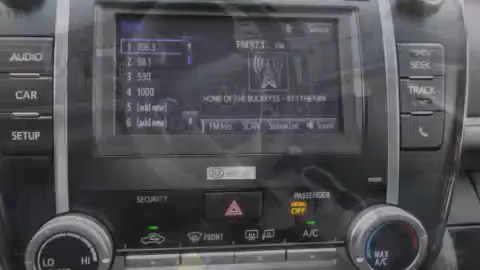 AUDIO
CAR
SETUP
SEEK
TRACK
1 106.3
2 98.1
3 530
4 1000
5 (add new)
6 (add new)
FM 97.1
HOME OF THE BUCKEYES - 97.1 THE FAN
SCAN
Sound
SECURITY
PASSENGER
OFF
FRONT
A/C
LO
HI
MAX
A/C